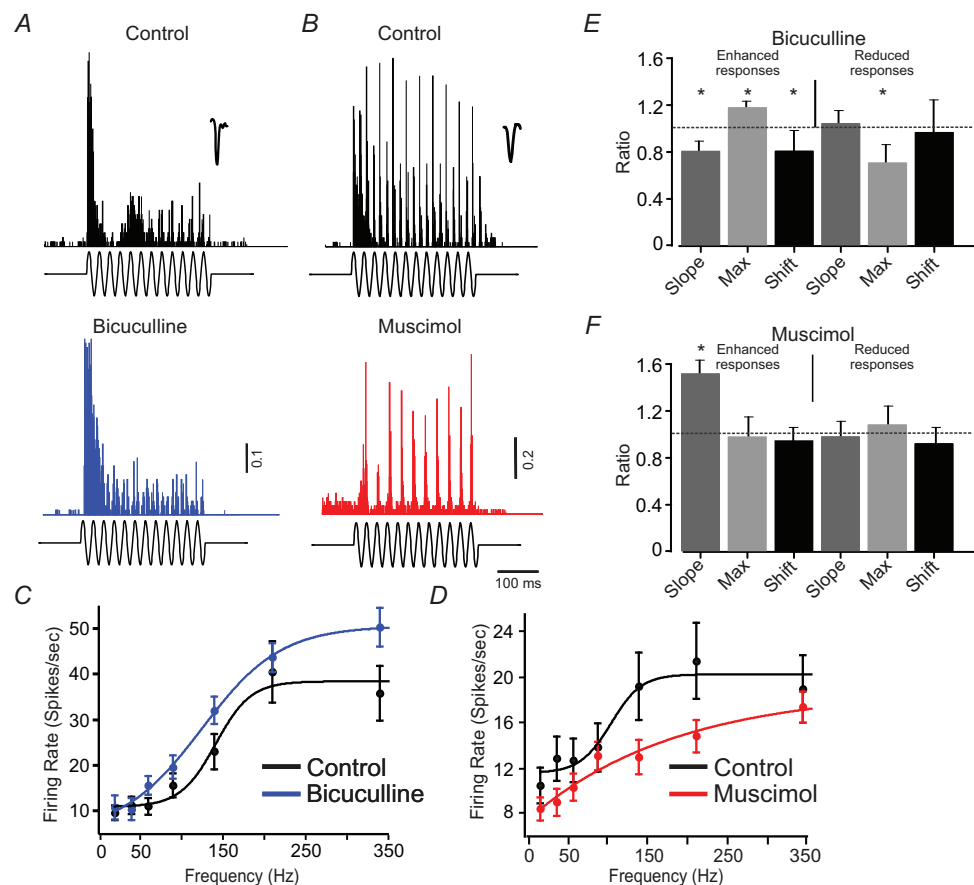 A
Control
Bicuculline
0.1
B
Control
Muscimol
0.2
100 ms
C
Firing Rate (Spikes/sec)
50
40
30
20
10
Control
Bicuculline
0
50
150
250
350
Frequency (Hz)
D
Firing Rate (Spikes/sec)
24
20
16
12
8
Control
Muscimol
0
50
150
250
350
Frequency (Hz)
E
Bicuculline
Enhanced
responses
Reduced
responses
* * * *
Ratio
1.6
1.2
0.8
0.4
0
Slope
Max
Shift
Slope
Max
Shift
F
Muscimol
Enhanced
responses
Reduced
responses
*
Ratio
1.6
1.2
0.8
0.4
0
Slope
Max
Shift
Slope
Max
Shift